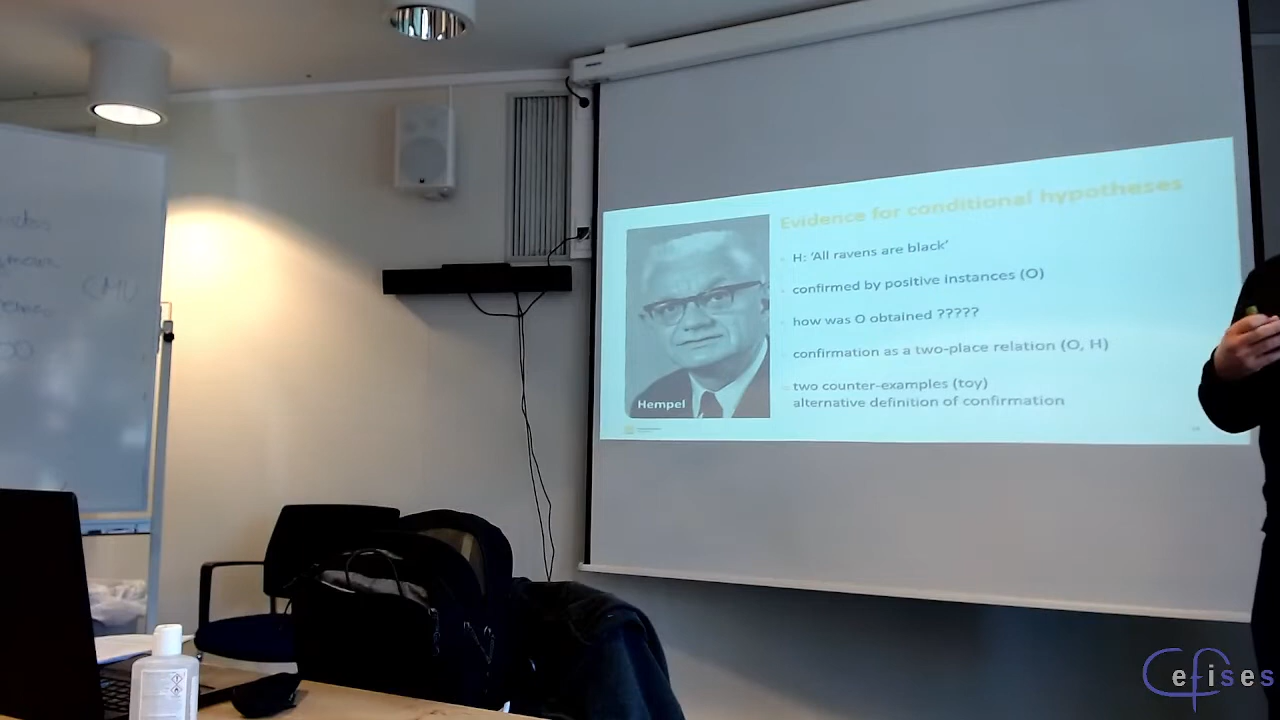 Evidence for conditional hypotheses
H: 'All ravens are black'
confirmed by positive instances (O)
how was O obtained ?????
confirmation as a two-place relation (O, H)
two counter-examples (toy)
alternative definition of confirmation
Hempel
CMU
efises